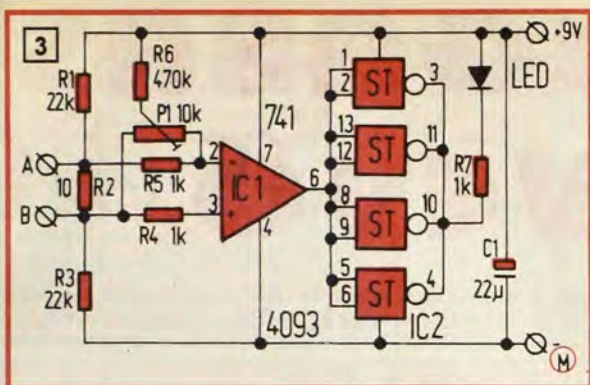 3
R6
470k
+9V
R1
22k
P1 10k
741
1
2
ST
3
LED
A
10
R2
R5 1k
2
-
7
IC1
6
13
12
ST
11
R7
1k
B
3
+
R4 1k
4
8
9
ST
10
C1
22µ
R3
22k
5
6
ST
4
IC2
4093
-
M